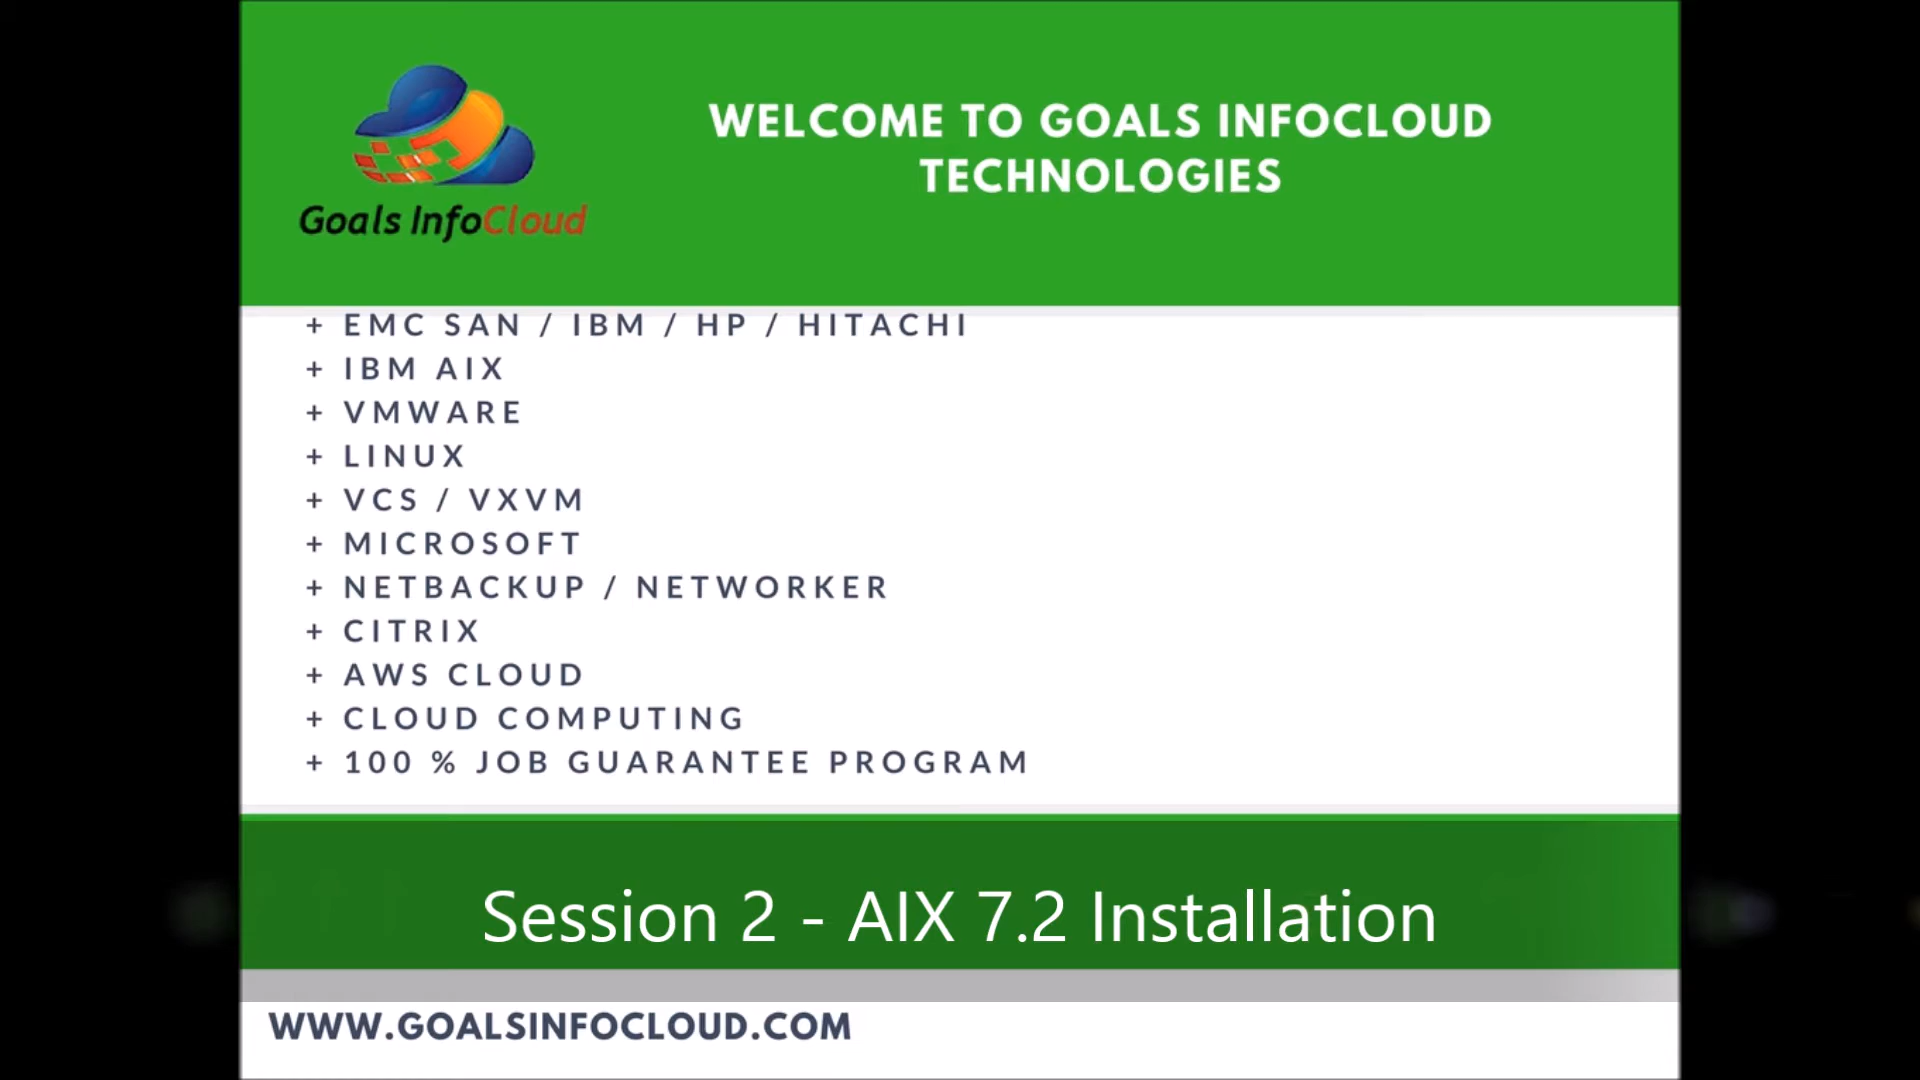 WELCOME TO GOALS INFOCLOUD
TECHNOLOGIES
Goals InfoCloud
+ EMC SAN / IBM / HP / HITACHI
+ IBM AIX
+ VMWARE
+ LINUX
+ VCS / VXVM
+ MICROSOFT
+ NETBACKUP / NETWORKER
+ CITRIX
+ AWS CLOUD
+ CLOUD COMPUTING
+ 100 % JOB GUARANTEE PROGRAM
Session 2 - AIX 7.2 Installation
WWW.GOALSINFOCLOUD.COM